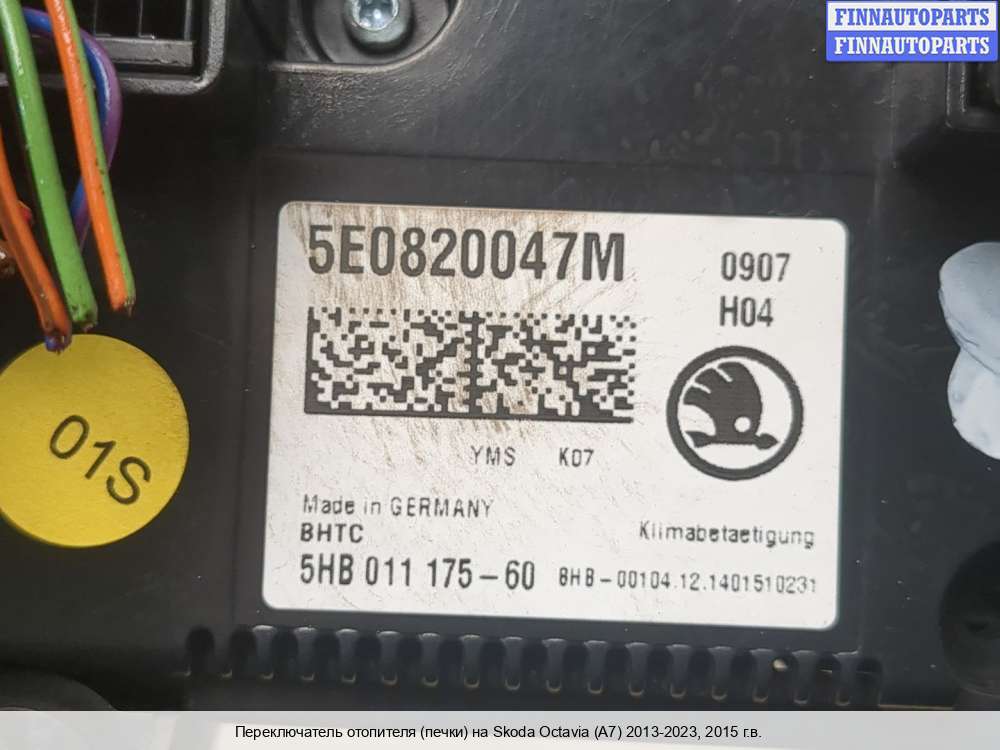 FINNAUTOPARTS
FINNAUTOPARTS
5E0820047M
0907
H04
YMS K07
01S
Made in GERMANY
BHTC
Klimabetaetigung
5HB 011 175-60
BHB-00104.12.1401510231
Переключатель отопителя (печки) на Skoda Octavia (A7) 2013-2023, 2015 г.в.